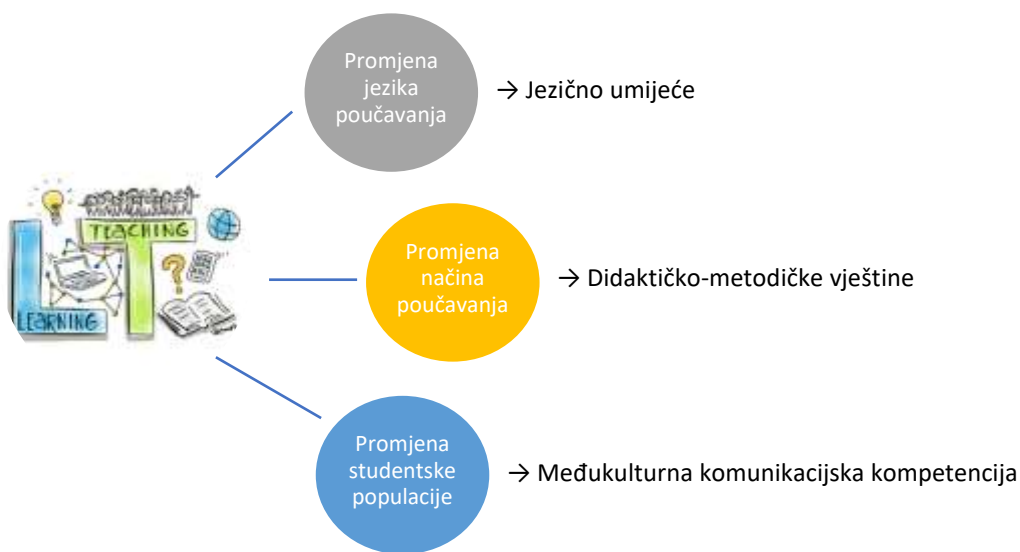 Promjena
jezika
poučavanja
→ Jezično umijeće
TEACHING
LEARNING
Promjena
načina
poučavanja
→ Didaktičko-metodičke vještine
Promjena
studentske
populacije
→ Međukulturna komunikacijska kompetencija